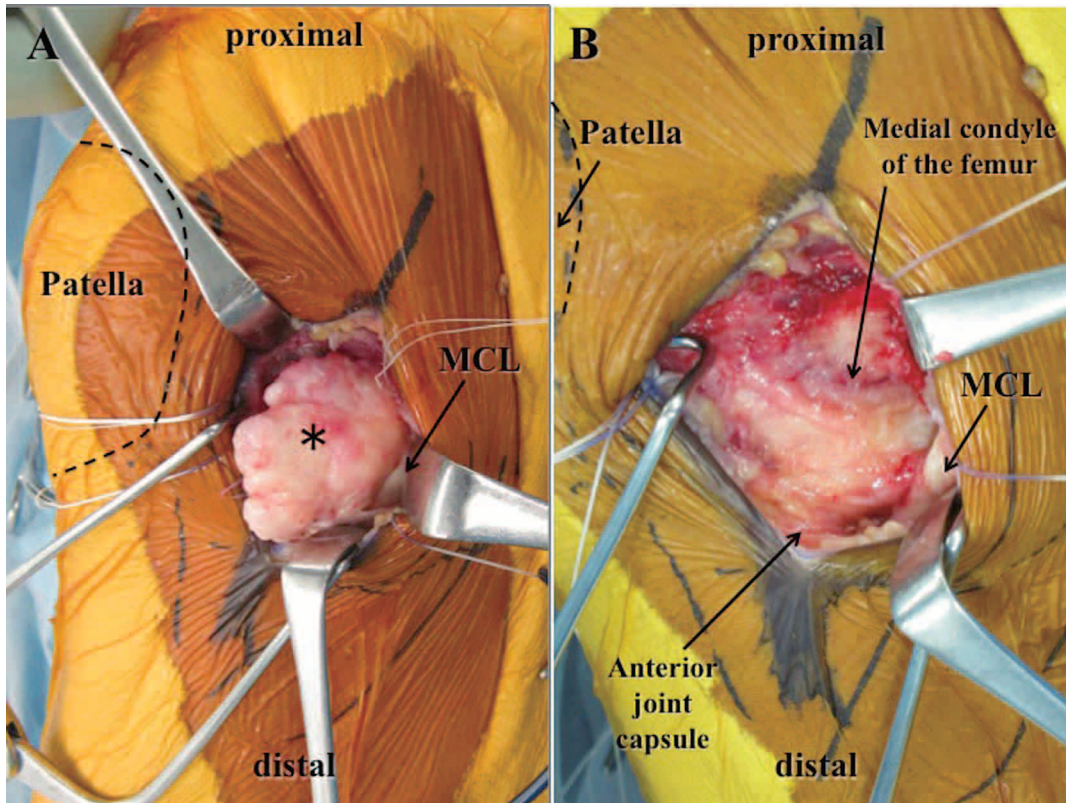 A
proximal
Patella
MCL
*
distal
B
proximal
Patella
Medial condyle
of the femur
MCL
Anterior
joint
capsule
distal